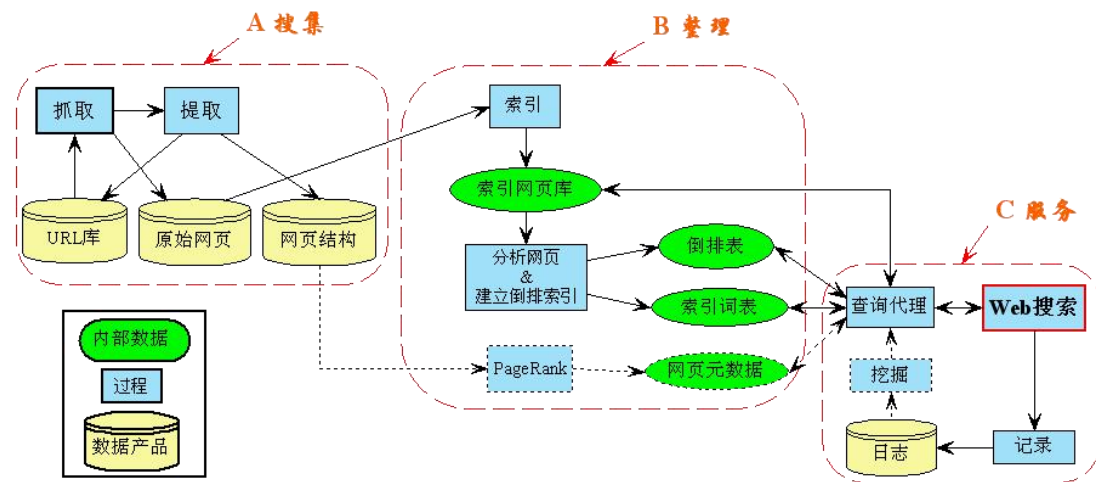 A 搜集
抓取
提取
URL库
原始网页
网页结构
内部数据
过程
数据产品
B 整理
索引
索引网页库
分析网页
&
建立倒排索引
倒排表
索引词表
PageRank
网页元数据
C 服务
查询代理
Web搜索
挖掘
日志
记录